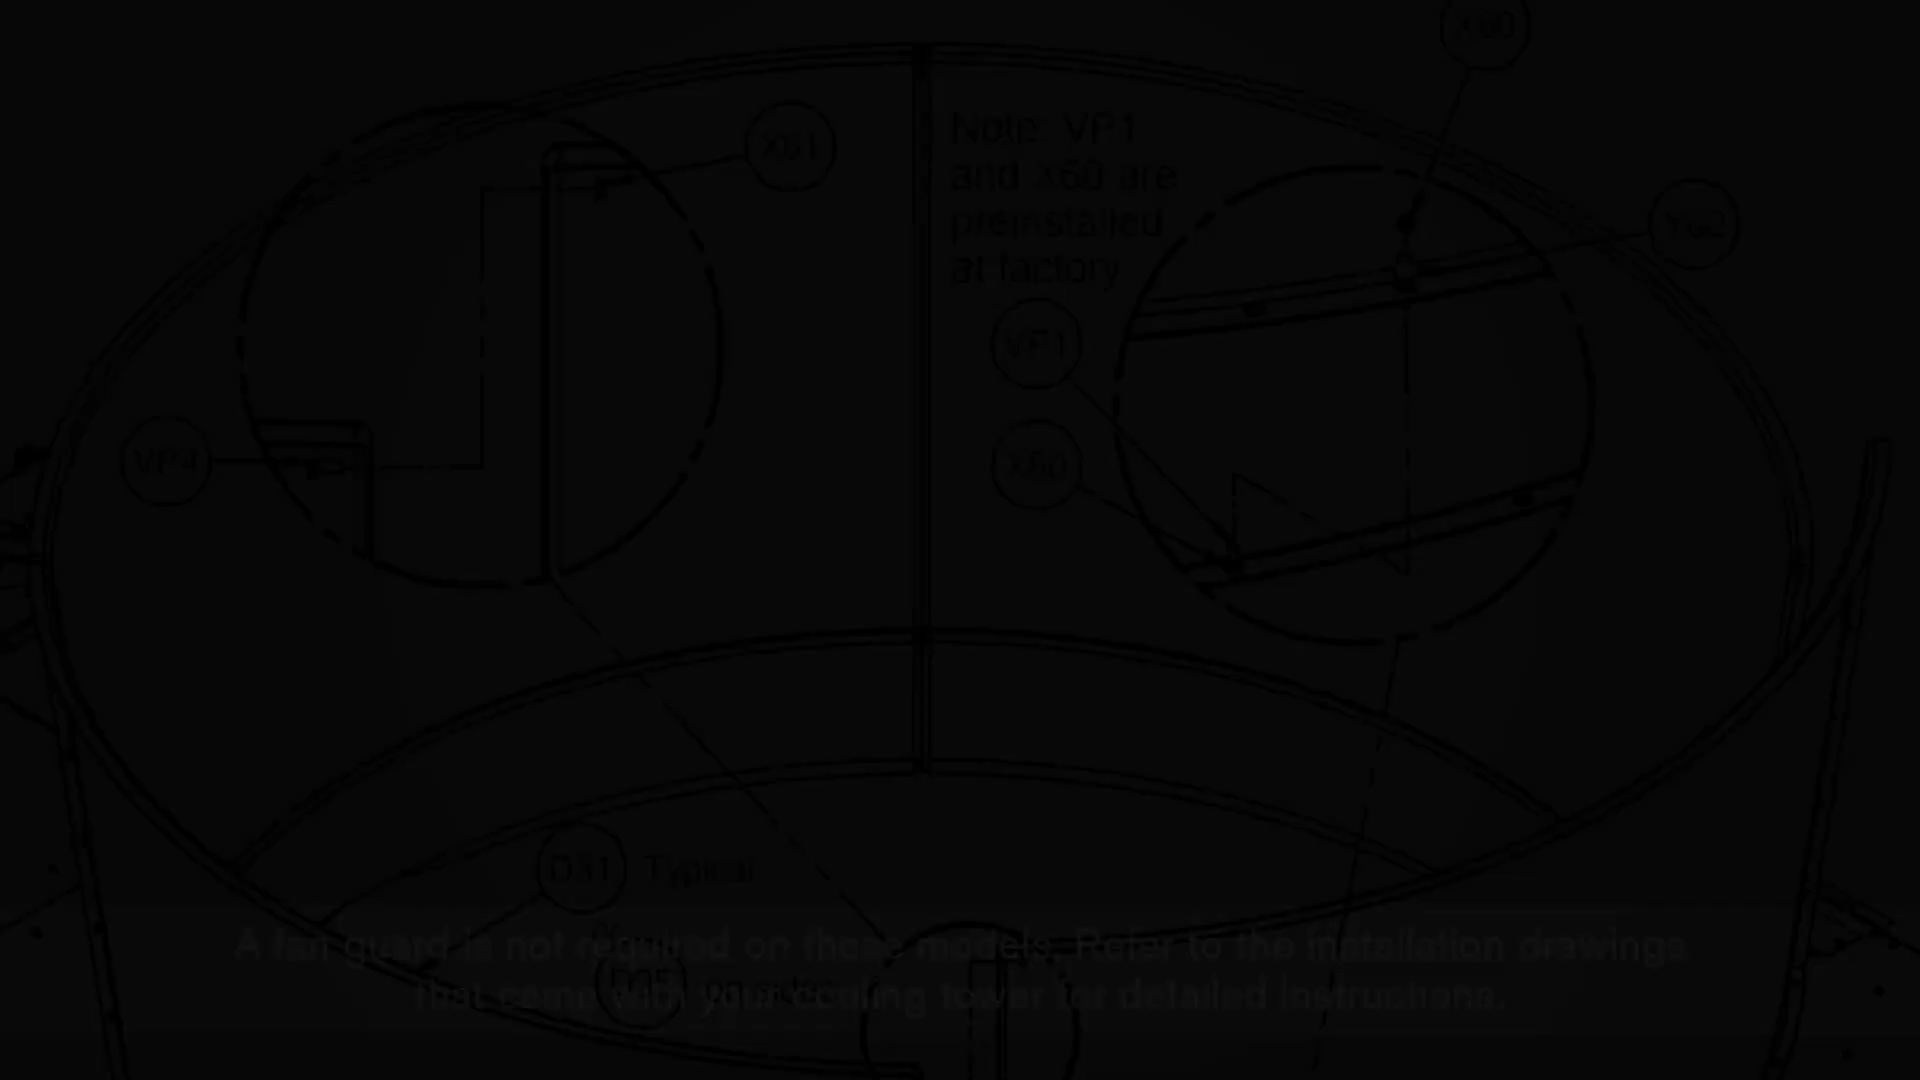 X60
X61
Note: VP1
and X60 are
preinstalled
at factory
Y62
VP1
VP4
X60
D31 Typical
A fan guard is not required on these models. Refer to the installation drawings
that come with your cooling tower for detailed instructions.